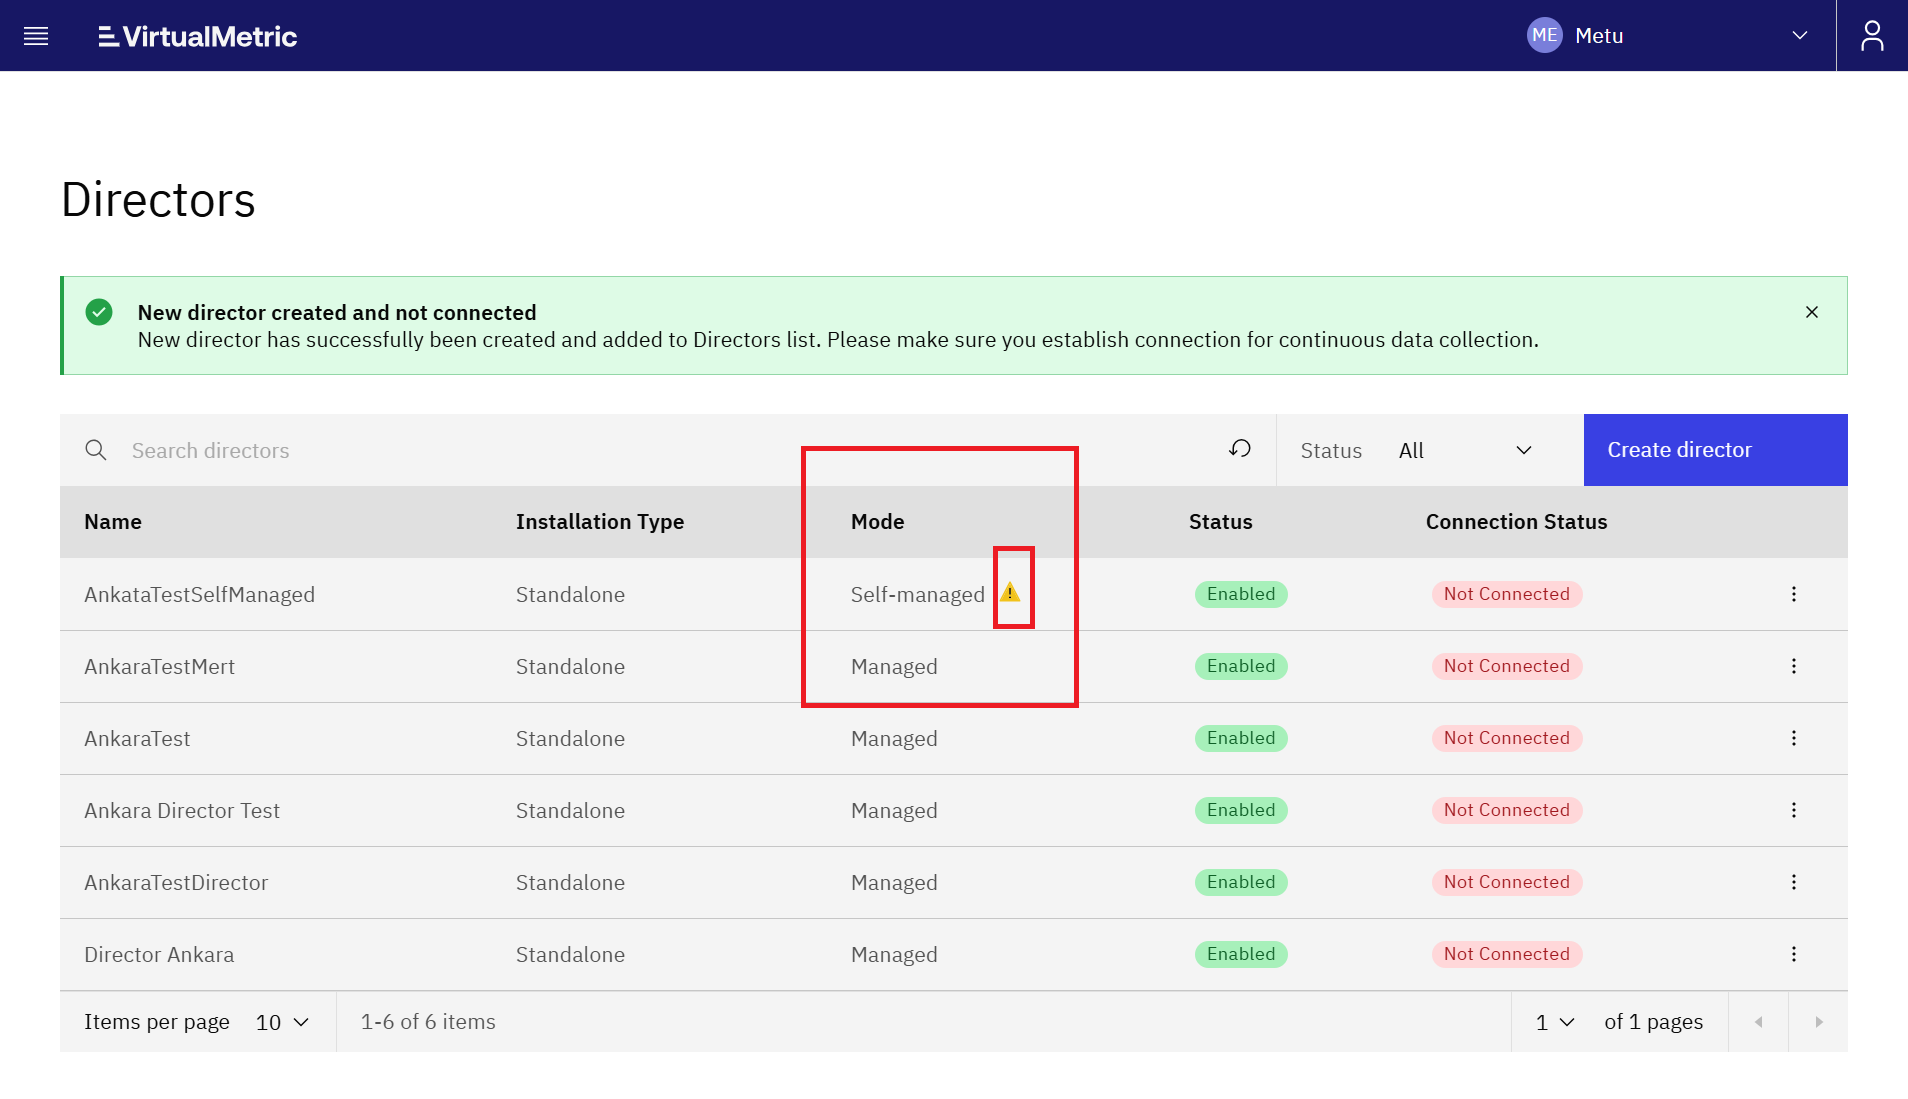 VirtualMetric
ME Metu
Directors
New director created and not connected
New director has successfully been created and added to Directors list. Please make sure you establish connection for continuous data collection.
Search directors Status All Create director
Name Installation Type Mode Status Connection Status
AnkataTestSelfManaged Standalone Self-managed Enabled Not Connected
AnkaraTestMert Standalone Managed Enabled Not Connected
AnkaraTest Standalone Managed Enabled Not Connected
Ankara Director Test Standalone Managed Enabled Not Connected
AnkaraTestDirector Standalone Managed Enabled Not Connected
Director Ankara Standalone Managed Enabled Not Connected
Items per page 10 1-6 of 6 items 1 of 1 pages